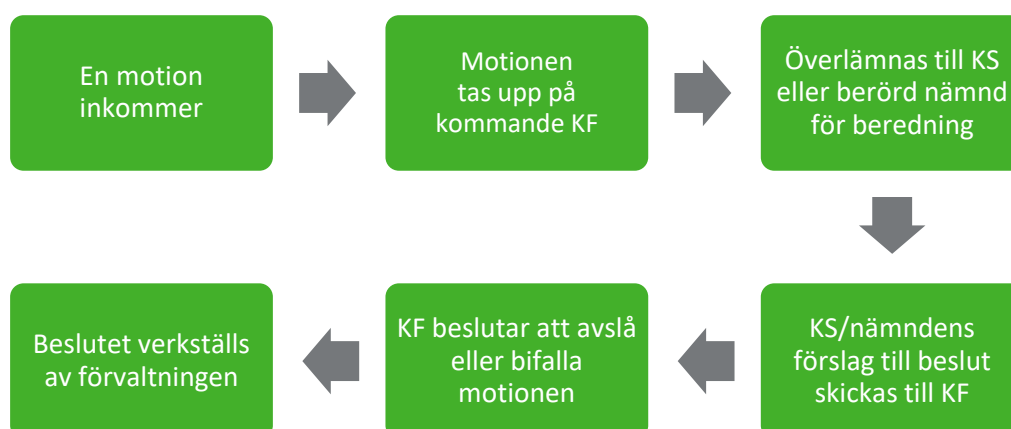 En motion
inkommer
Motionen
tas upp på
kommande KF
Överlämnas till KS
eller berörd nämnd
för beredning
KS/nämndens
förslag till beslut
skickas till KF
KF beslutar att avslå
eller bifalla
motionen
Beslutet verkställs
av förvaltningen